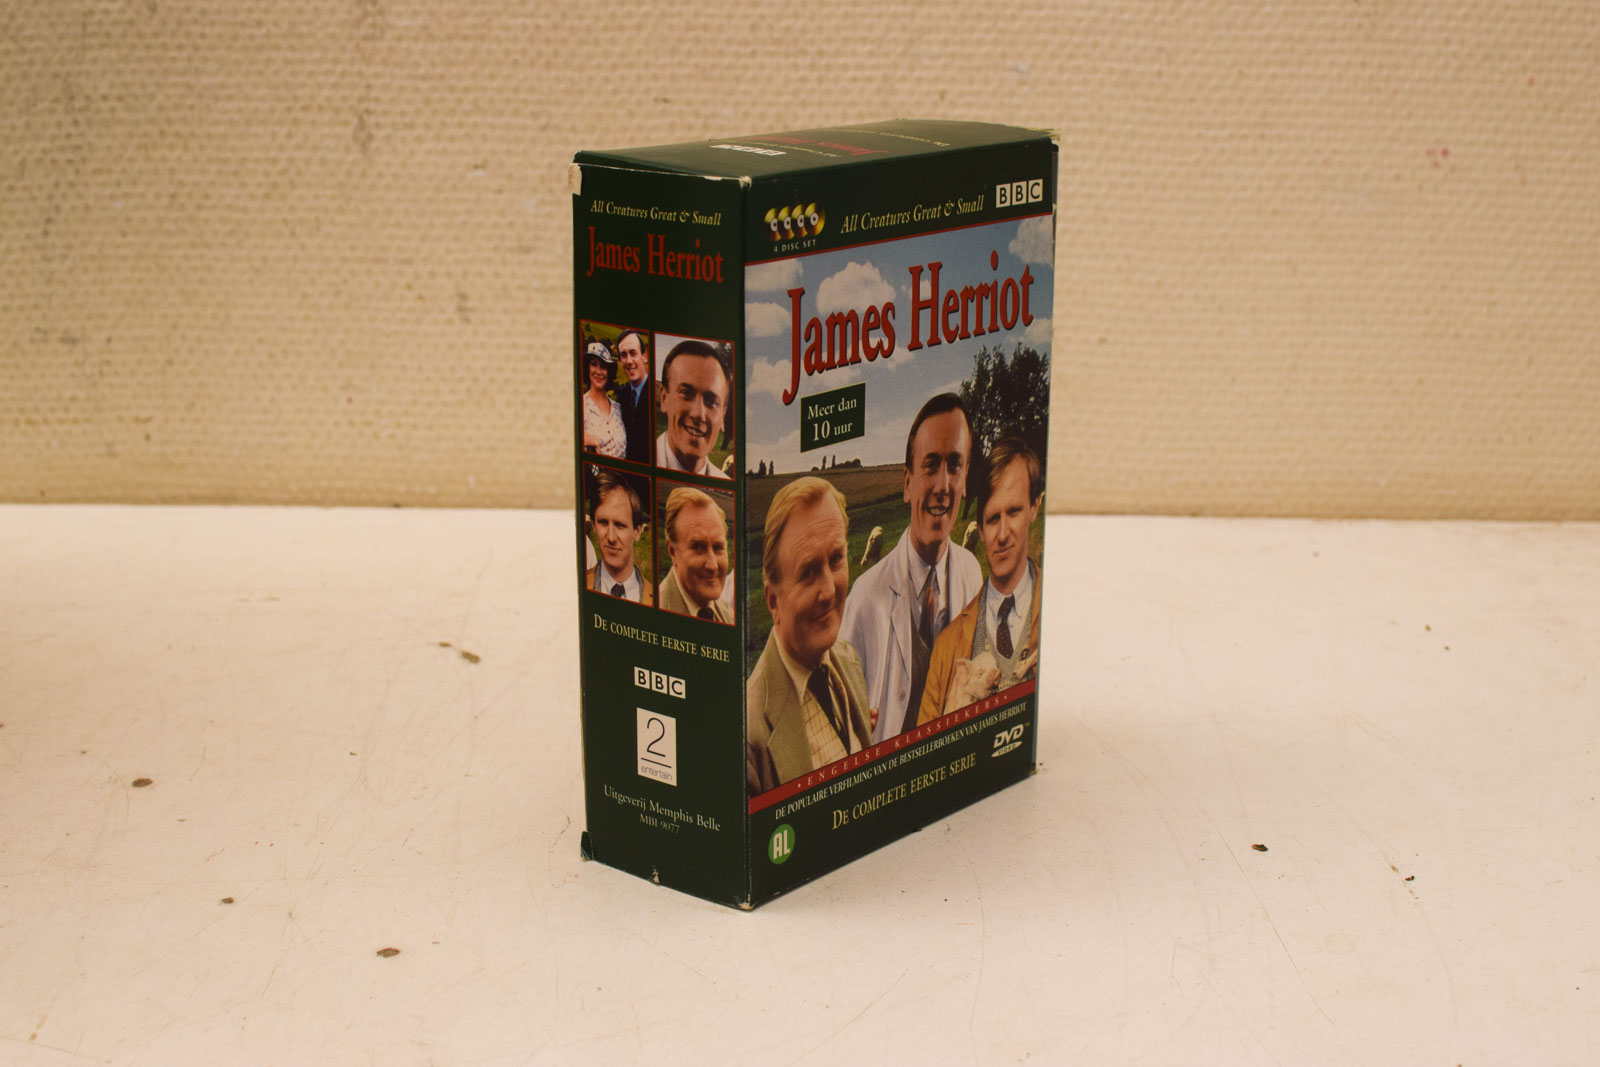 All Creatures Great & Small
James Herriot
DE COMPLETE EERSTE SERIE
BBC
2
entertain
Uitgeverij Memphis Belle
MBI 9077
4 DISC SET
All Creatures Great & Small
BBC
James Herriot
Meer dan
10 uur
• ENGELSE KLASSIEKERS •
DE POPULAIRE VERFILMING VAN DE BESTSELLERBOEKEN VAN JAMES HERRIOT
DE COMPLETE EERSTE SERIE
DVD
VIDEO
AL